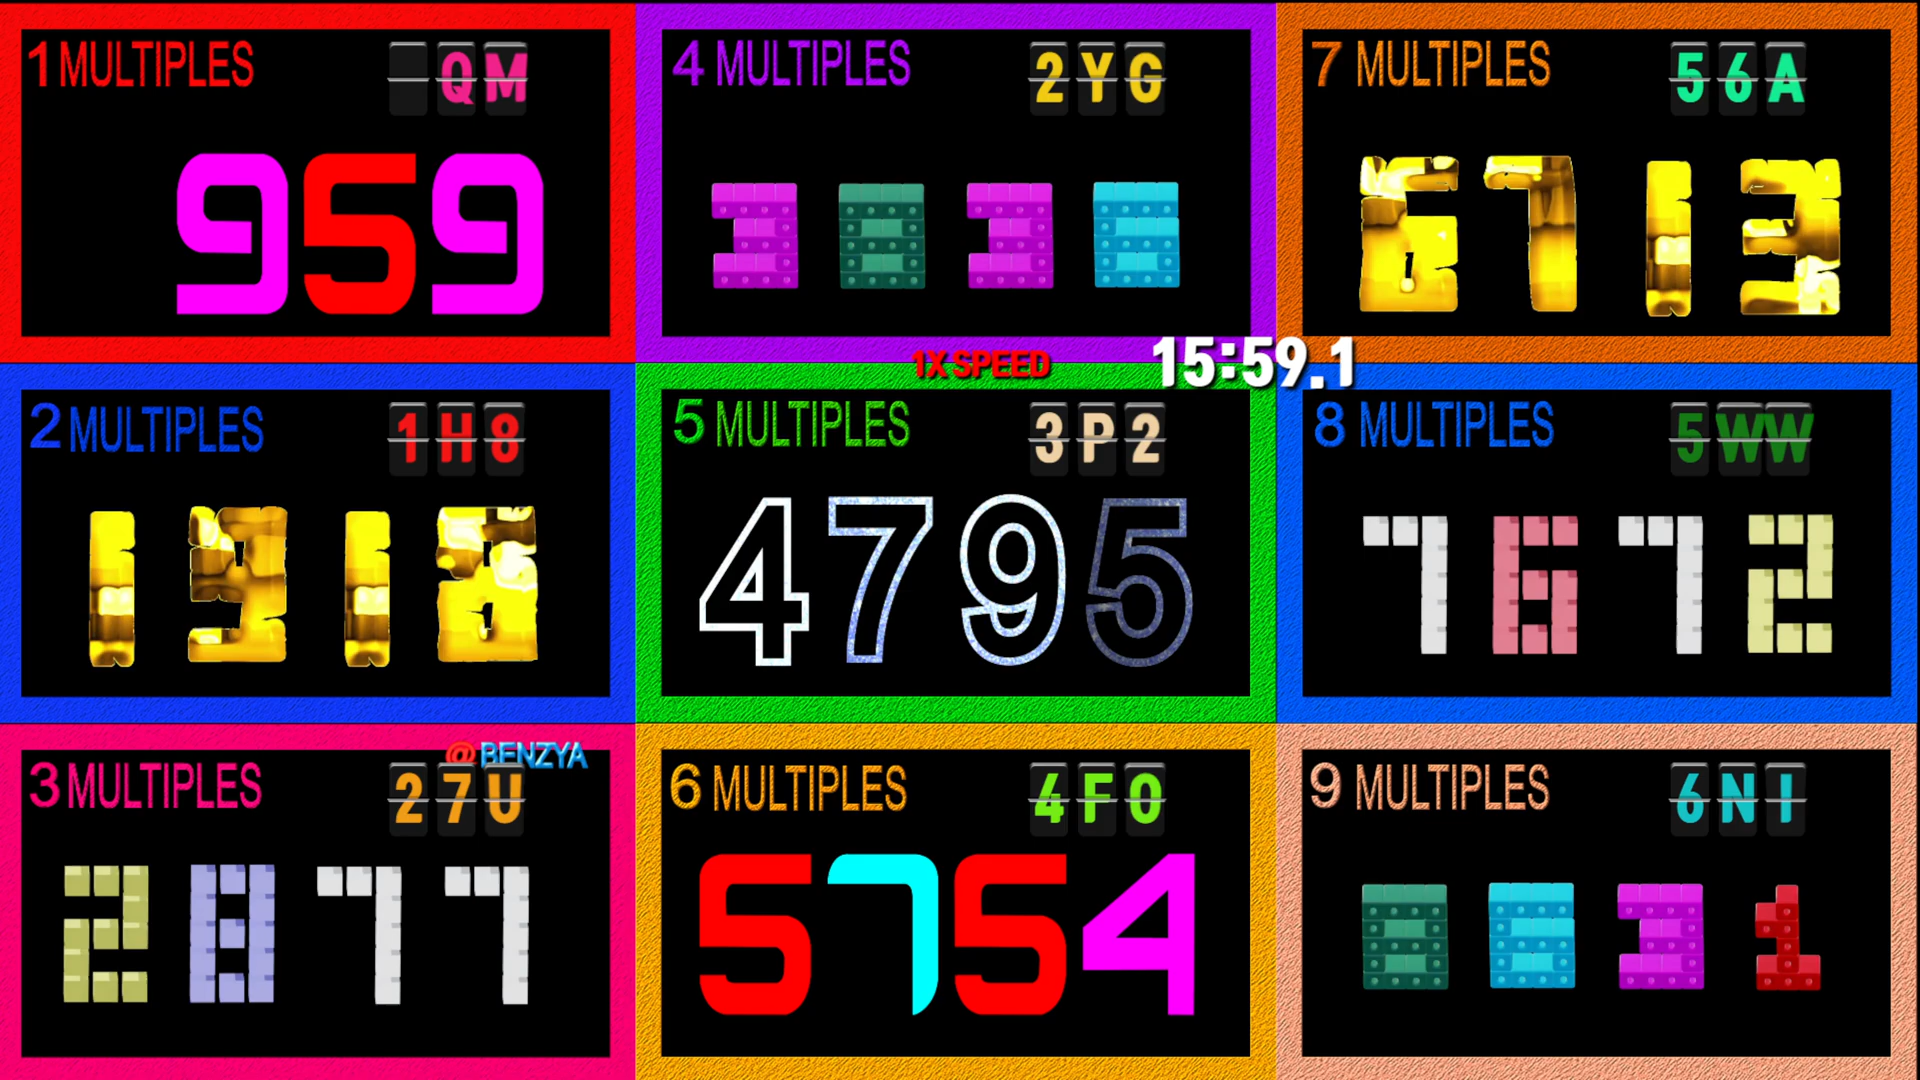 1 MULTIPLES QM
959
4 MULTIPLES 2YG
3836
7 MULTIPLES 56A
6713
1X SPEED 15:59.1
2 MULTIPLES 1H8
1918
5 MULTIPLES 3P2
4795
8 MULTIPLES 5WW
7672
@BENZYA
3 MULTIPLES 27U
2877
6 MULTIPLES 4FO
5754
9 MULTIPLES 6NI
8631